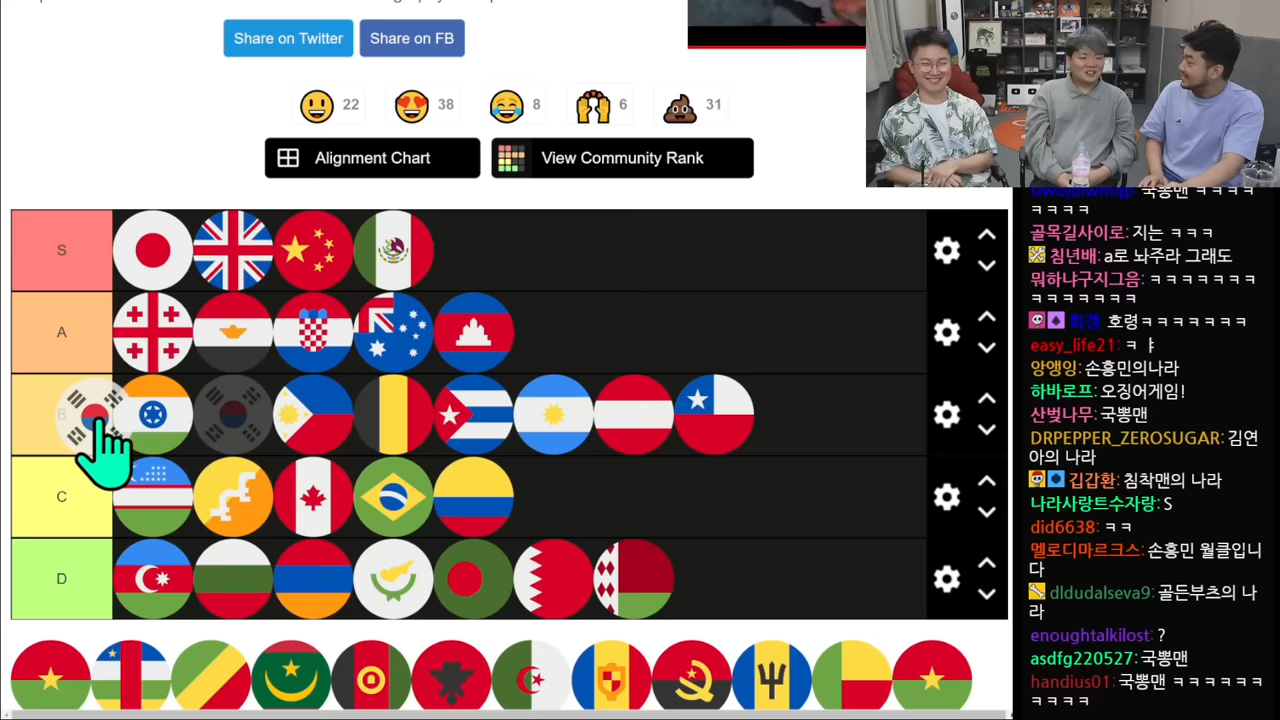 Share on Twitter
Share on FB
22
38
8
6
31
Alignment Chart
View Community Rank
S
A
B
C
D
국뽕맨 ㅋㅋㅋㅋ
ㅋㅋㅋㅋ
골목길사이로: 지는 ㅋㅋㅋ
침년배: a로 놔주라 그래도
뭐하냐구지그음: ㅋㅋㅋㅋㅋㅋㅋ
ㅋㅋㅋㅋㅋㅋㅋㅋ
호령ㅋㅋㅋㅋㅋㅋㅋ
easy_life21: ㅋ ㅑ
앙앵잉: 손흥민의나라
하바로프: 오징어게임!
산벚나무: 국뽕맨
DRPEPPER_ZEROSUGAR: 김연
아의 나라
김갑환: 침착맨의 나라
나라사랑트수자랑: S
did6638: ㅋㅋ
멜로디마르크스: 손흥민 월클입니
다
dldudalseva9: 골든부츠의 나
라
enoughtalkilost: ?
asdfg220527: 국뽕맨
handius01: 국뽕맨 ㅋㅋㅋㅋㅋㅋ
ㅋㅋㅋㅋ